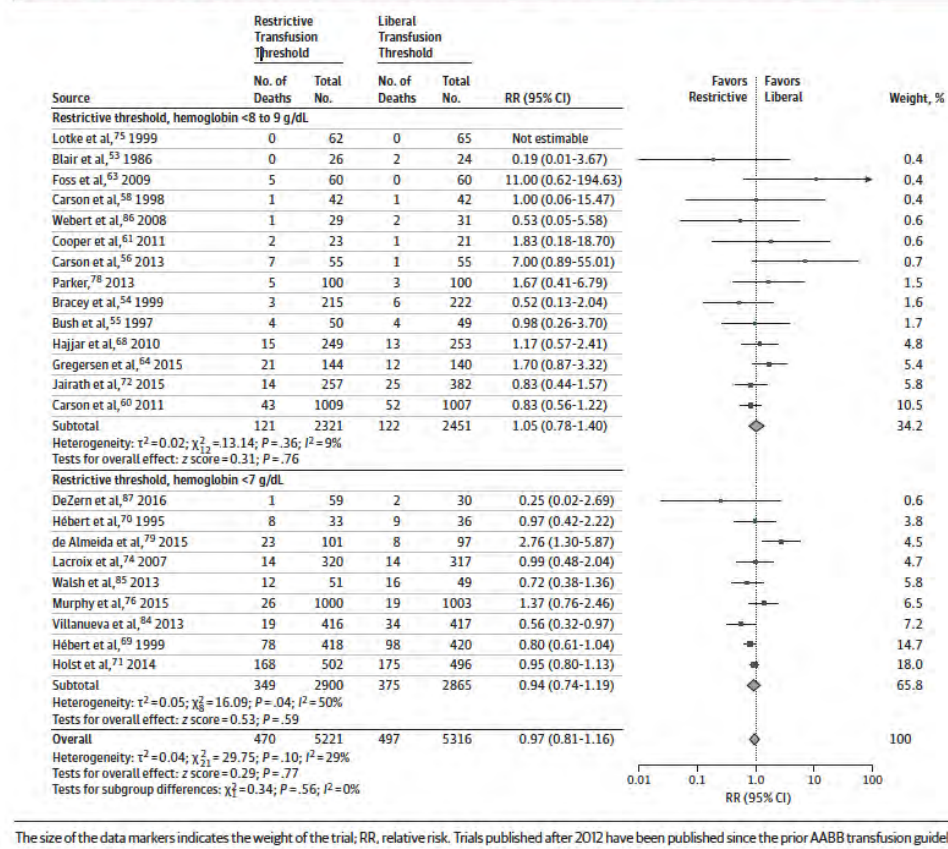 Restrictive Transfusion Threshold
Liberal Transfusion Threshold
Source No. of Deaths Total No. No. of Deaths Total No. RR (95% CI) Favors Restrictive Favors Liberal Weight, %
Restrictive threshold, hemoglobin <8 to 9 g/dL
Lotke et al,75 1999 0 62 0 65 Not estimable
Blair et al,53 1986 0 26 2 24 0.19 (0.01-3.67) 0.4
Foss et al,63 2009 5 60 0 60 11.00 (0.62-194.63) 0.4
Carson et al,58 1998 1 42 1 42 1.00 (0.06-15.47) 0.4
Webert et al,86 2008 1 29 2 31 0.53 (0.05-5.58) 0.6
Cooper et al,61 2011 2 23 1 21 1.83 (0.18-18.70) 0.6
Carson et al,56 2013 7 55 1 55 7.00 (0.89-55.01) 0.7
Parker,78 2013 5 100 3 100 1.67 (0.41-6.79) 1.5
Bracey et al,54 1999 3 215 6 222 0.52 (0.13-2.04) 1.6
Bush et al,55 1997 4 50 4 49 0.98 (0.26-3.70) 1.7
Hajjar et al,68 2010 15 249 13 253 1.17 (0.57-2.41) 4.8
Gregersen et al,64 2015 21 144 12 140 1.70 (0.87-3.32) 5.4
Jairath et al,72 2015 14 257 25 382 0.83 (0.44-1.57) 5.8
Carson et al,60 2011 43 1009 52 1007 0.83 (0.56-1.22) 10.5
Subtotal 121 2321 122 2451 1.05 (0.78-1.40) 34.2
Heterogeneity: τ2=0.02; χ2 12=.13.14; P=.36; I2=9%
Tests for overall effect: z score=0.31; P=.76
Restrictive threshold, hemoglobin <7 g/dL
DeZern et al,87 2016 1 59 2 30 0.25 (0.02-2.69) 0.6
Hébert et al,70 1995 8 33 9 36 0.97 (0.42-2.22) 3.8
de Almeida et al,79 2015 23 101 8 97 2.76 (1.30-5.87) 4.5
Lacroix et al,74 2007 14 320 14 317 0.99 (0.48-2.04) 4.7
Walsh et al,85 2013 12 51 16 49 0.72 (0.38-1.36) 5.8
Murphy et al,76 2015 26 1000 19 1003 1.37 (0.76-2.46) 6.5
Villanueva et al,84 2013 19 416 34 417 0.56 (0.32-0.97) 7.2
Hébert et al,69 1999 78 418 98 420 0.80 (0.61-1.04) 14.7
Holst et al,71 2014 168 502 175 496 0.95 (0.80-1.13) 18.0
Subtotal 349 2900 375 2865 0.94 (0.74-1.19) 65.8
Heterogeneity: τ2=0.05; χ2 8=16.09; P=.04; I2=50%
Tests for overall effect: z score=0.53; P=.59
Overall 470 5221 497 5316 0.97 (0.81-1.16) 100
Heterogeneity: τ2=0.04; χ2 21=29.75; P=.10; I2=29%
Tests for overall effect: z score=0.29; P=.77
Tests for subgroup differences: χ2 1=0.34; P=.56; I2=0%
0.01 0.1 1.0 10 100
RR (95% CI)
The size of the data markers indicates the weight of the trial; RR, relative risk. Trials published after 2012 have been published since the prior AABB transfusion